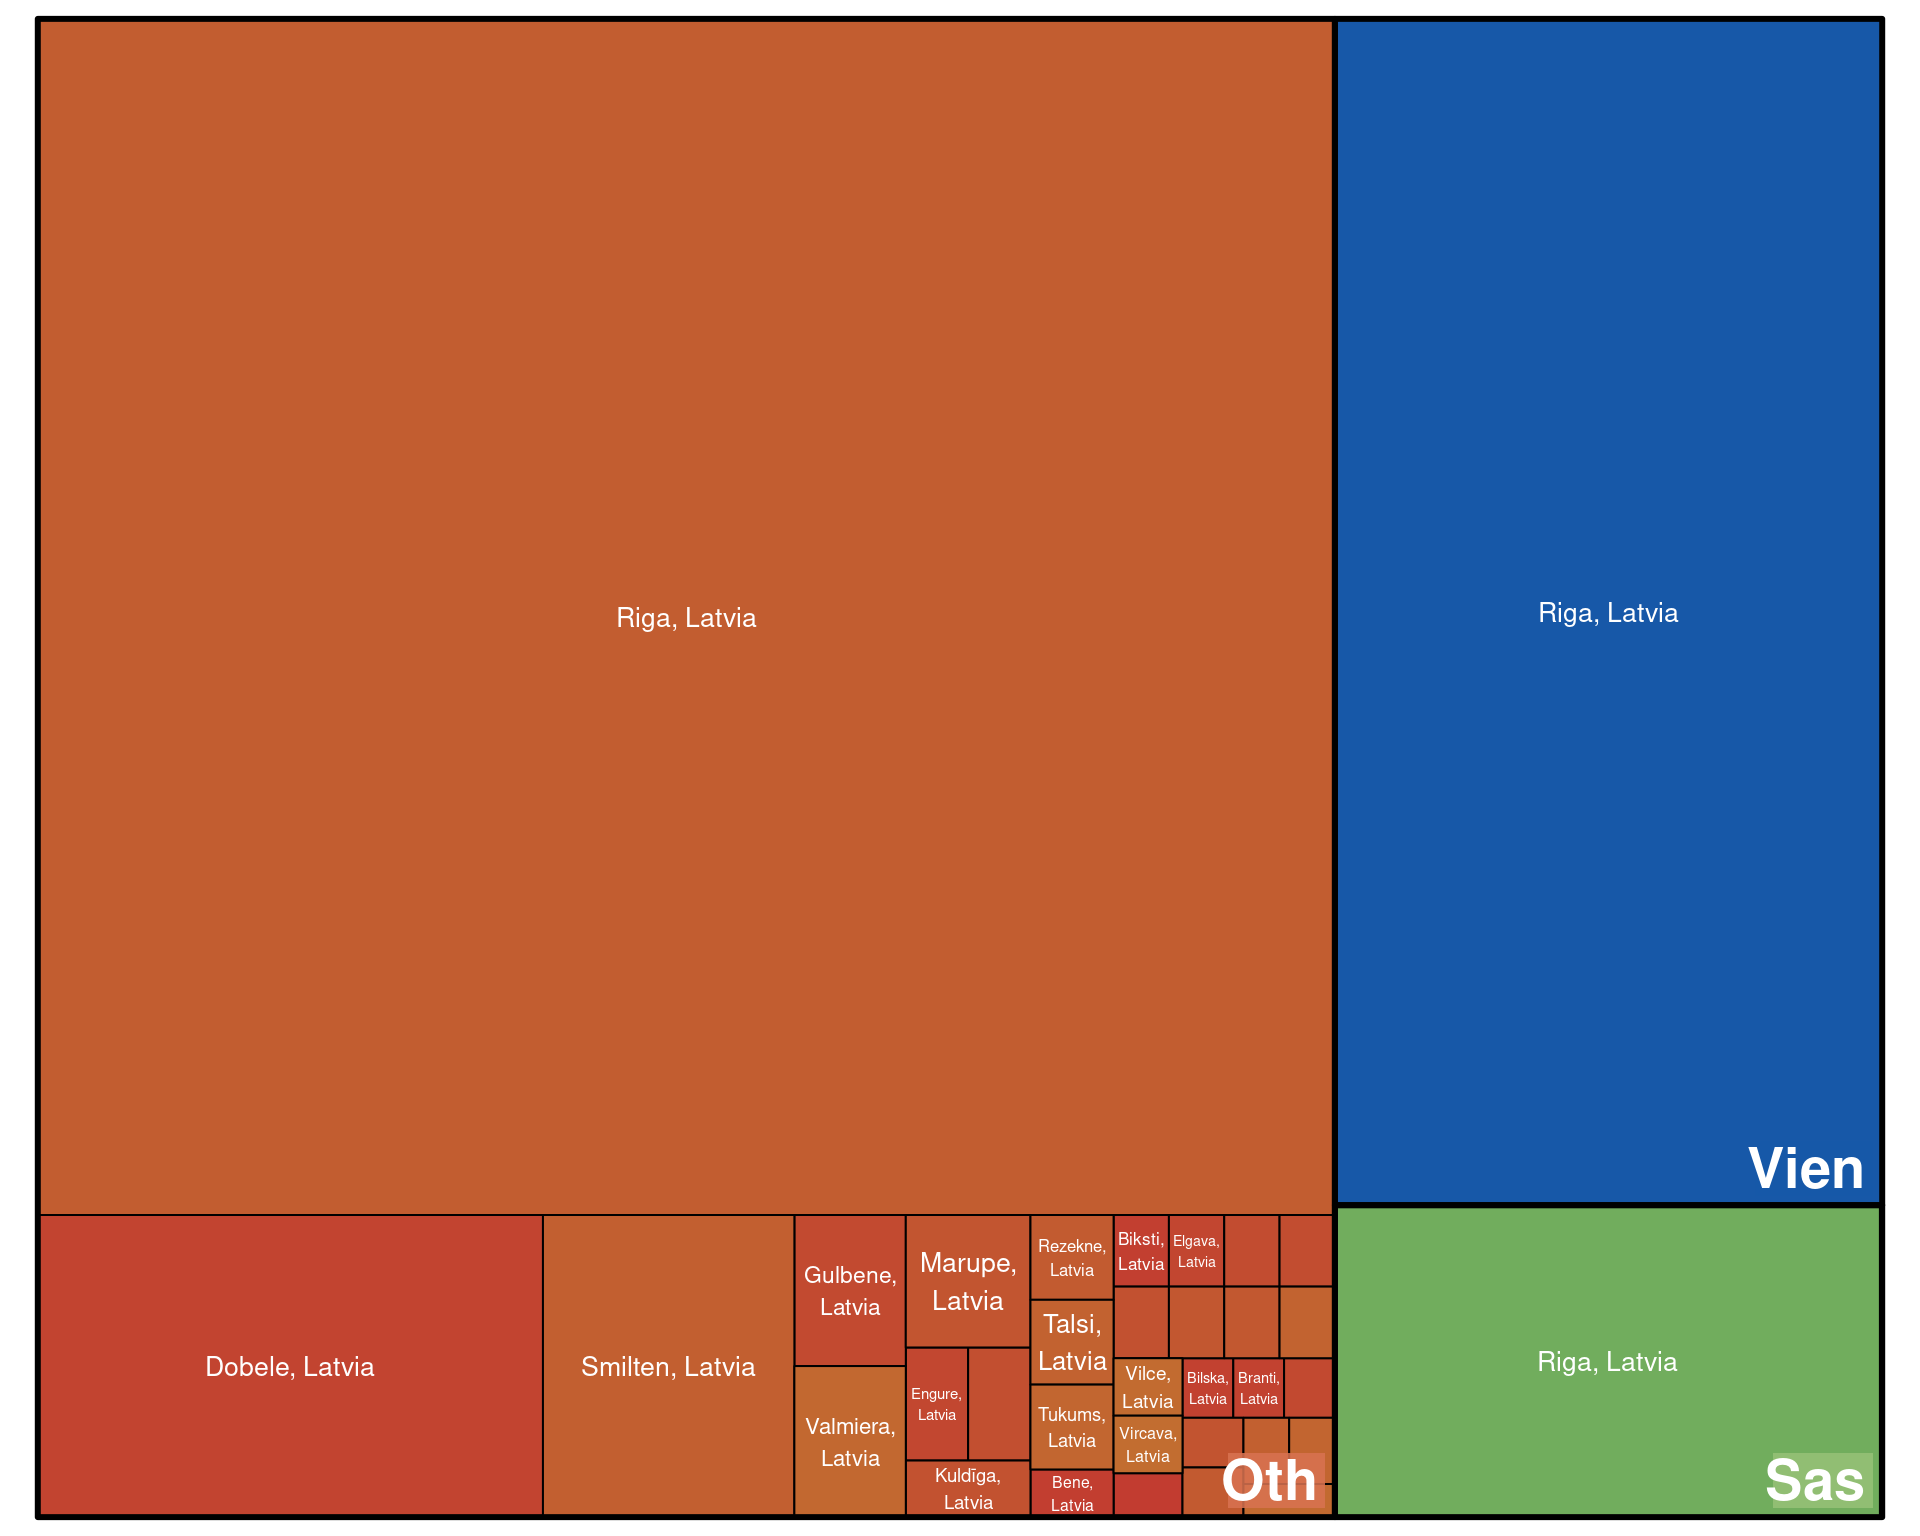 Riga, Latvia
Riga, Latvia
Vien
Dobele, Latvia
Smilten, Latvia
Gulbene,
Latvia
Valmiera,
Latvia
Marupe,
Latvia
Engure,
Latvia
Kuldīga,
Latvia
Rezekne,
Latvia
Talsi,
Latvia
Tukums,
Latvia
Bene,
Latvia
Biksti,
Latvia
Elgava,
Latvia
Vilce,
Latvia
Vircava,
Latvia
Bilska,
Latvia
Branti,
Latvia
Oth
Riga, Latvia
Sas